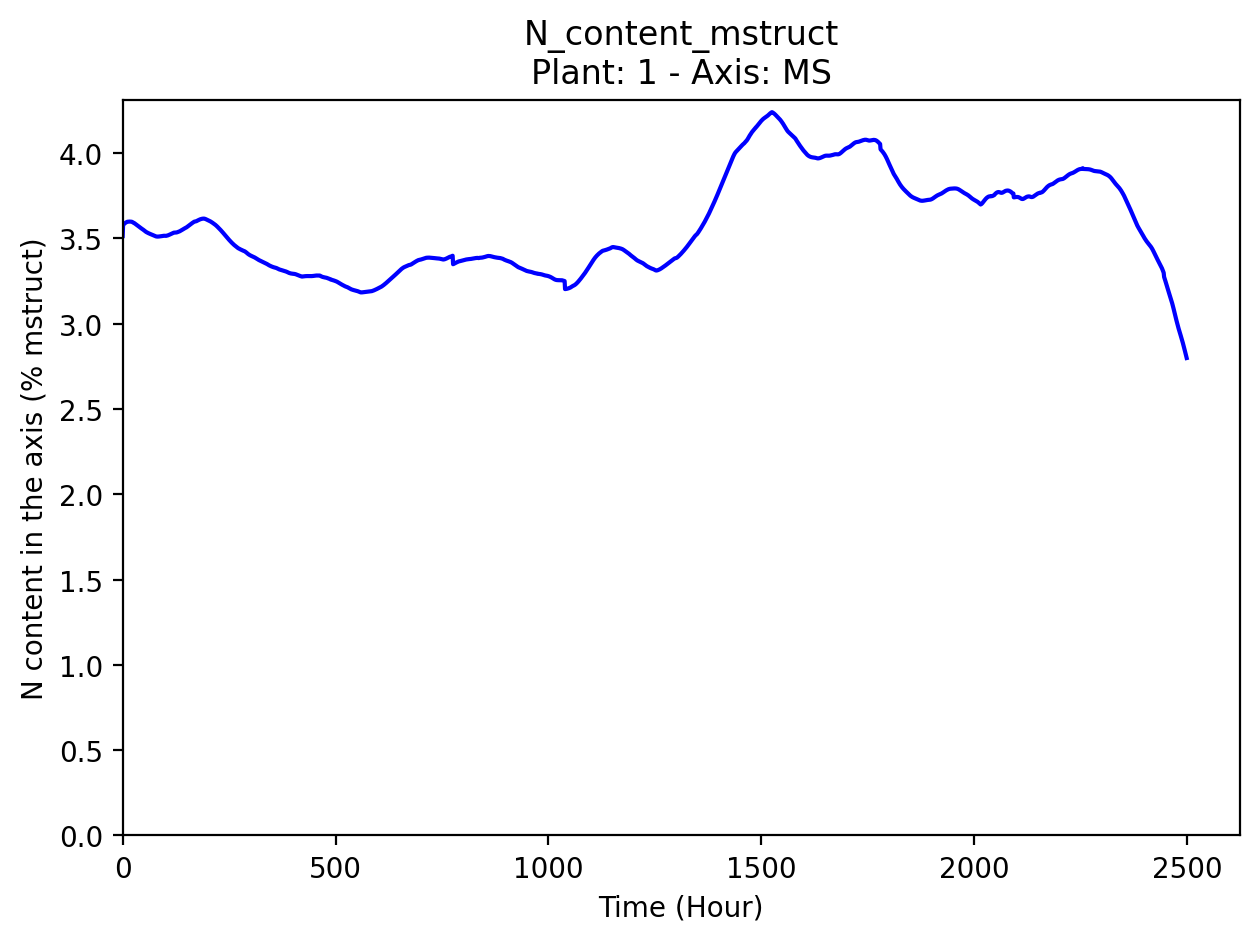 N_content_mstruct
Plant: 1 - Axis: MS
N content in the axis (% mstruct)
4.0
3.5
3.0
2.5
2.0
1.5
1.0
0.5
0.0
0 500 1000 1500 2000 2500
Time (Hour)